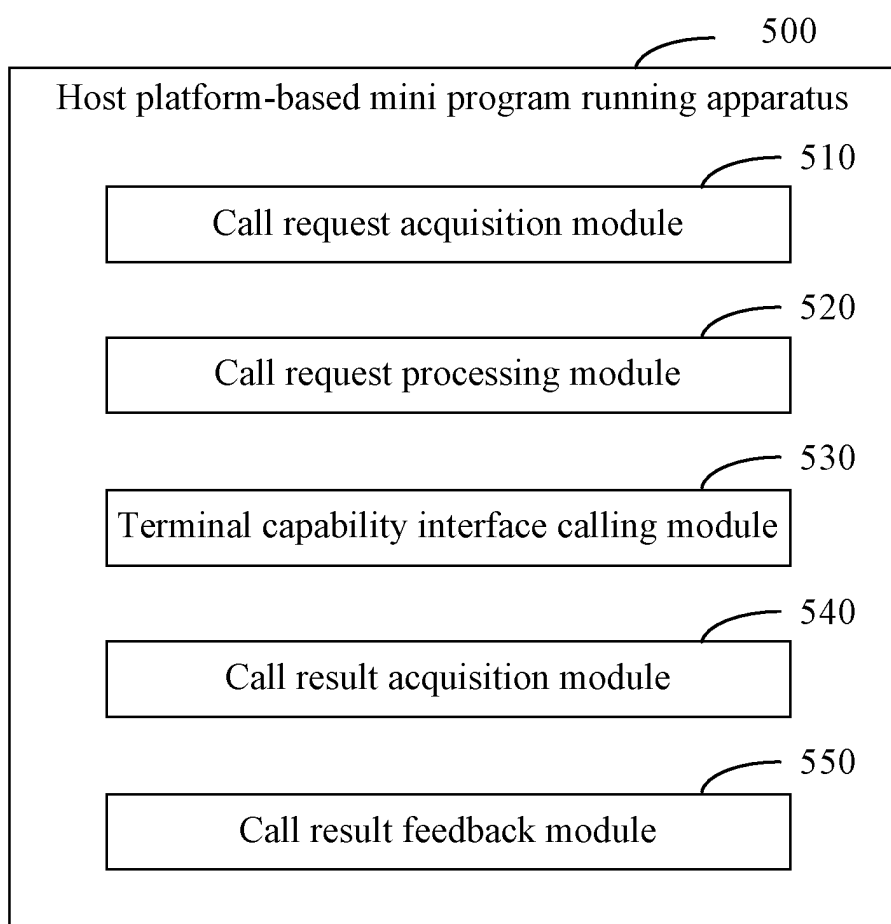 500
Host platform-based mini program running apparatus
510
Call request acquisition module
520
Call request processing module
530
Terminal capability interface calling module
540
Call result acquisition module
550
Call result feedback module